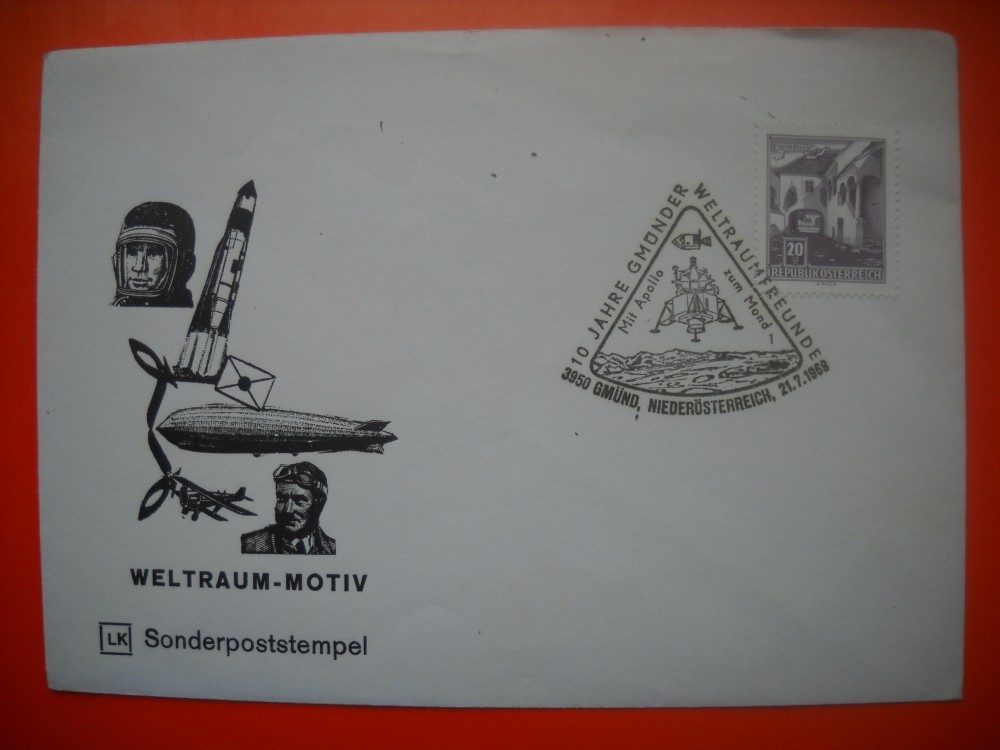 WELTRAUM-MOTIV
LK Sonderpoststempel
10 JAHRE GMÜNDER WELTRAUMFREUNDE
Mit Apollo zum Mond 1
3950 GMÜND, NIEDERÖSTERREICH, 21.7.1969
20
REPUBLIK ÖSTERREICH